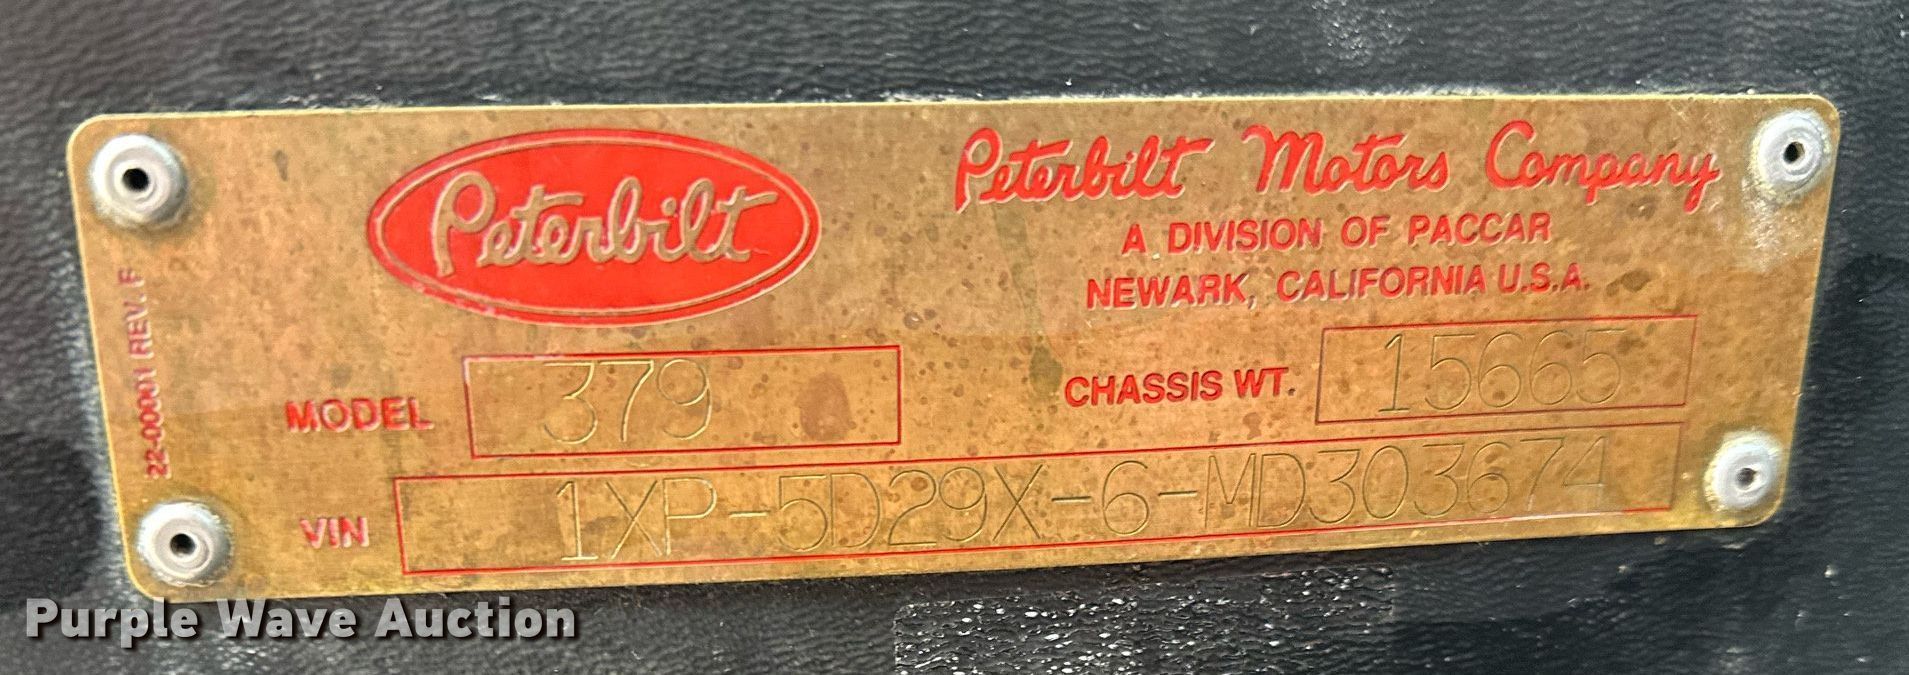 Peterbilt
Peterbilt Motors Company
A DIVISION OF PACCAR
NEWARK, CALIFORNIA U.S.A.
22-00001 REV. F
MODEL 379
CHASSIS WT. 15665
VIN 1XP-5D29X-6-MD303674
Purple Wave Auction